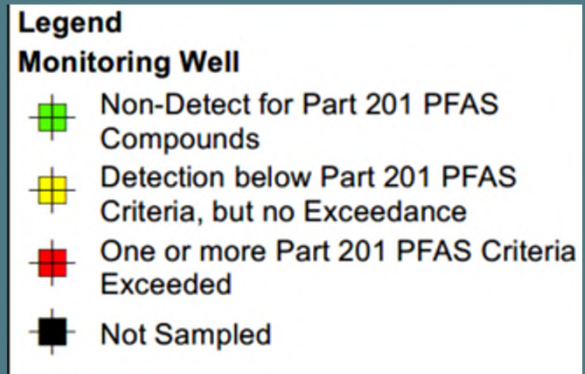 Legend
Monitoring Well
Non-Detect for Part 201 PFAS
Compounds
Detection below Part 201 PFAS
Criteria, but no Exceedance
One or more Part 201 PFAS Criteria
Exceeded
Not Sampled